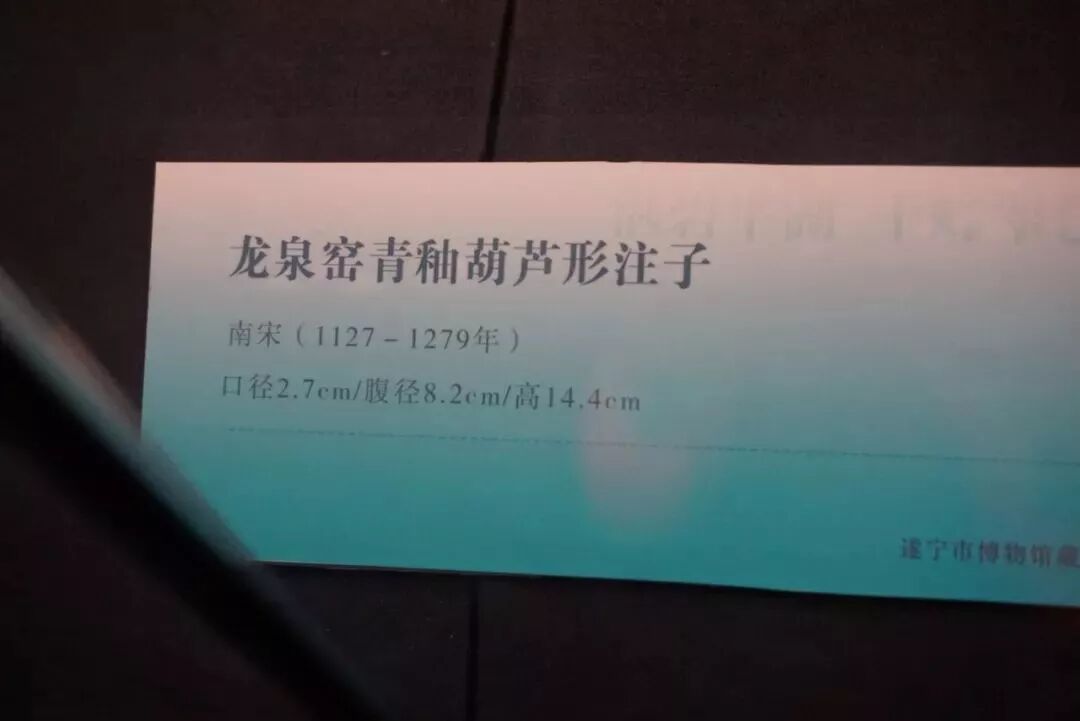 龙泉窑青釉葫芦形注子
南宋（1127－1279年）
口径2.7cm/腹径8.2cm/高14.4cm
遂宁市博物馆藏